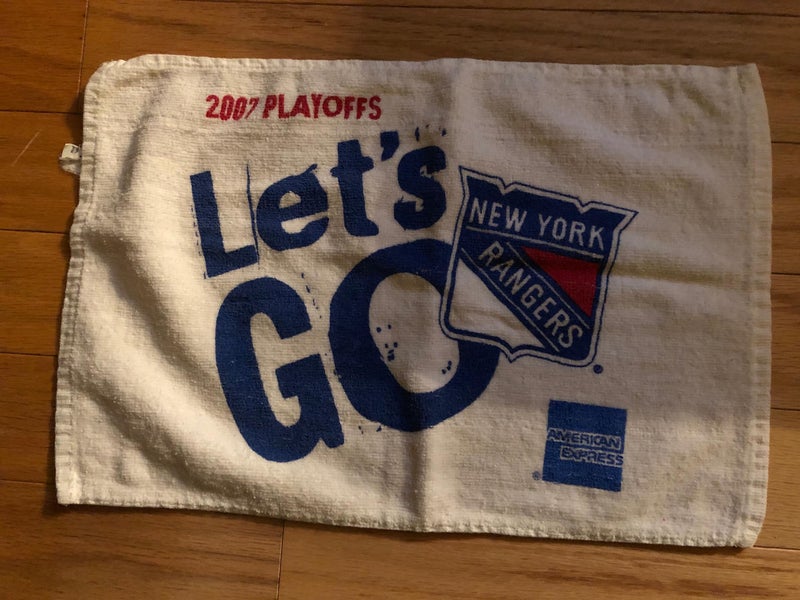 2007 PLAYOFFS
Let's
GO
NEW YORK
RANGERS
®
AMERICAN
EXPRESS
®